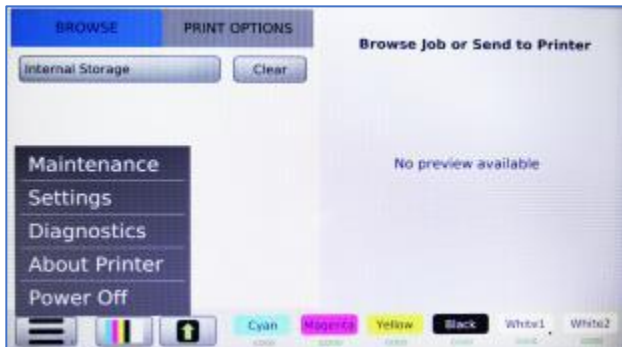 BROWSE
PRINT OPTIONS
Browse Job or Send to Printer
Internal Storage
Clear
No preview available
Maintenance
Settings
Diagnostics
About Printer
Power Off
Cyan
Magenta
Yellow
Black
White1
White2